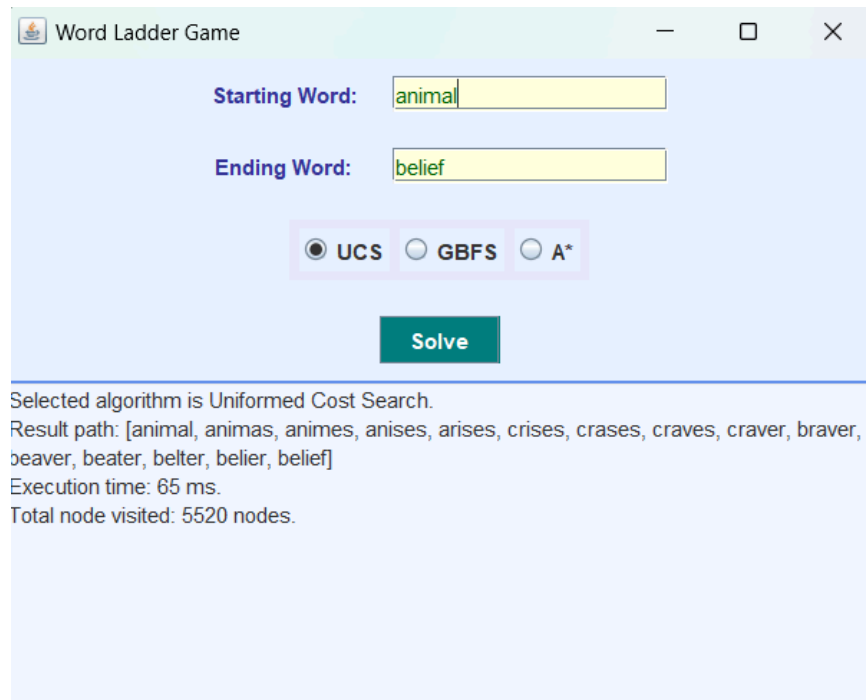 Word Ladder Game
Starting Word: animal
Ending Word: belief
UCS GBFS A*
Solve
Selected algorithm is Uniformed Cost Search.
Result path: [animal, animas, animes, anises, arises, crises, crases, craves, craver, braver,
beaver, beater, belter, belier, belief]
Execution time: 65 ms.
Total node visited: 5520 nodes.